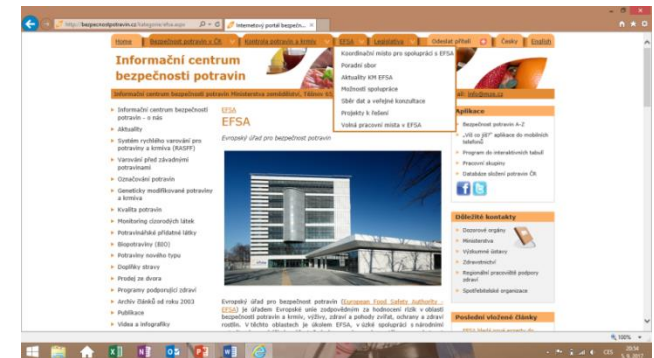 http://bezpecnostpotravin.cz/kategorie/efsa.aspx
Internetový portál bezpečn...
Home
Bezpečnost potravin v ČR
Kontrola potravin a krmiv
EFSA
Legislativa
Odeslat příteli
Česky
English
Informační centrum
bezpečnosti potravin
Informační centrum bezpečnosti potravin Ministerstva zemědělství, Těšnov
Koordinační místo pro spolupráci s EFSA
Poradní sbor
Aktuality KM EFSA
Možnosti spolupráce
Sběr dat a veřejné konzultace
Projekty k řešení
Volná pracovní místa v EFSA
Informační centrum bezpečnosti
potravin - o nás
Aktuality
Systém rychlého varování pro
potraviny a krmiva (RASFF)
Varování před závadnými
potravinami
Označování potravin
Geneticky modifikované potraviny
a krmiva
Kvalita potravin
Monitoring cizorodých látek
Potravinářské přídatné látky
Biopotraviny (BIO)
Potraviny nového typu
Doplňky stravy
Prodej ze dvora
Programy podporující zdraví
Archiv článků od roku 2003
Publikace
Videa a infografiky
EFSA
EFSA
Evropský úřad pro bezpečnost potravin
Evropský úřad pro bezpečnost potravin (European Food Safety Authority -
EFSA) je úřadem Evropské unie zodpovědným za hodnocení rizik v oblasti
bezpečnosti potravin a krmiv, výživy, zdraví a pohody zvířat, ochrany a zdraví
rostlin. V těchto oblastech je úkolem EFSA, v úzké spolupráci s národními
Aplikace
Bezpečnost potravin A-Z
„Víš co jíš?" aplikace do mobilních
telefonů
Program do interaktivních tabulí
Pracovní skupiny
Databáze složení potravin ČR
Důležité kontakty
Dozorové orgány
Ministerstva
Výzkumné ústavy
Zdravotnictví
Regionální pracoviště podpory
zdraví
Spotřebitelské organizace
Poslední vložené články
100%
CES
20:54
5. 9. 2017